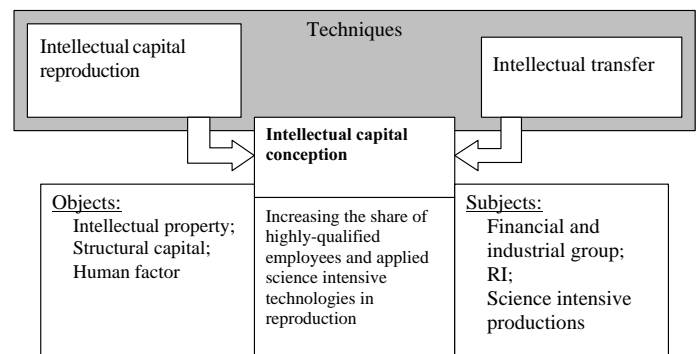 Techniques
Intellectual capital
reproduction
Intellectual transfer
Intellectual capital
conception
Objects:
Intellectual property;
Structural capital;
Human factor
Increasing the share of
highly-qualified
employees and applied
science intensive
technologies in
reproduction
Subjects:
Financial and
industrial group;
RI;
Science intensive
productions